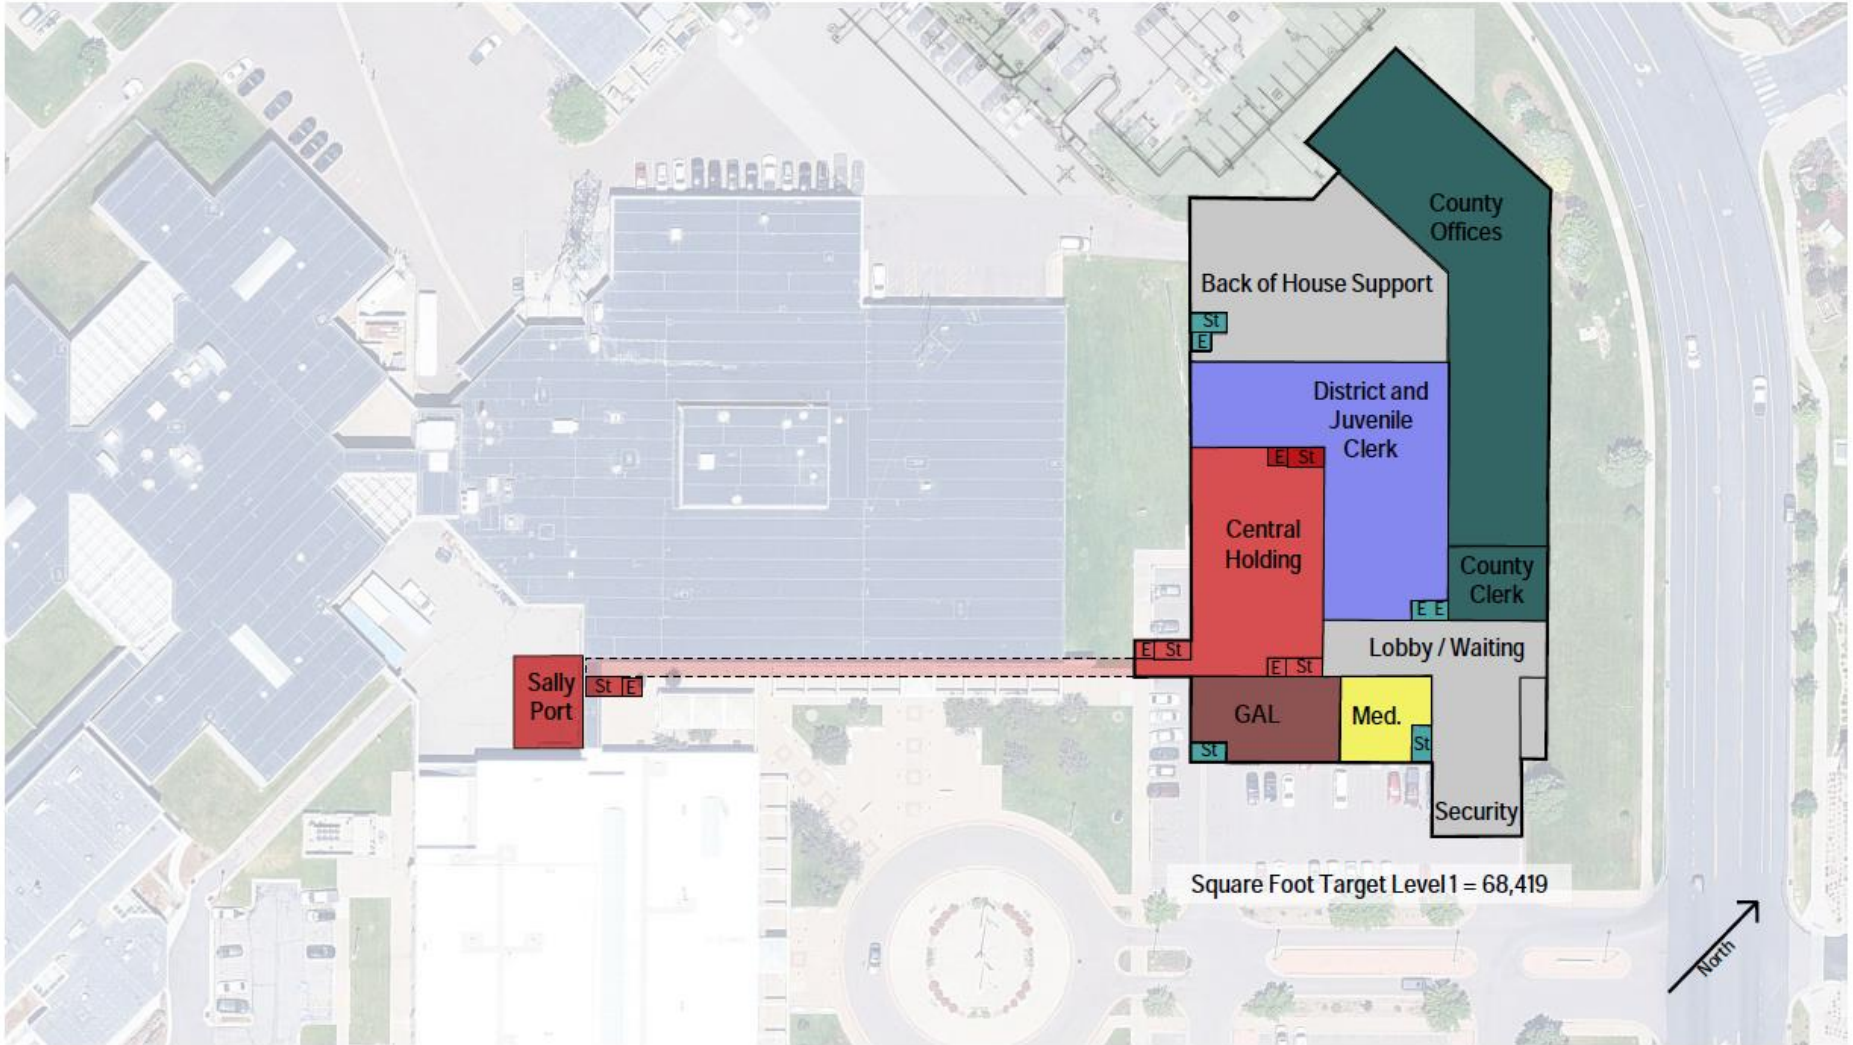 County
Offices
Back of House Support
St
E
District and
Juvenile
Clerk
E St
Central
Holding
County
Clerk
E E
Lobby / Waiting
E St
E St
Sally
Port
St E
GAL
Med.
St
St
Security
Square Foot Target Level 1 = 68,419
North